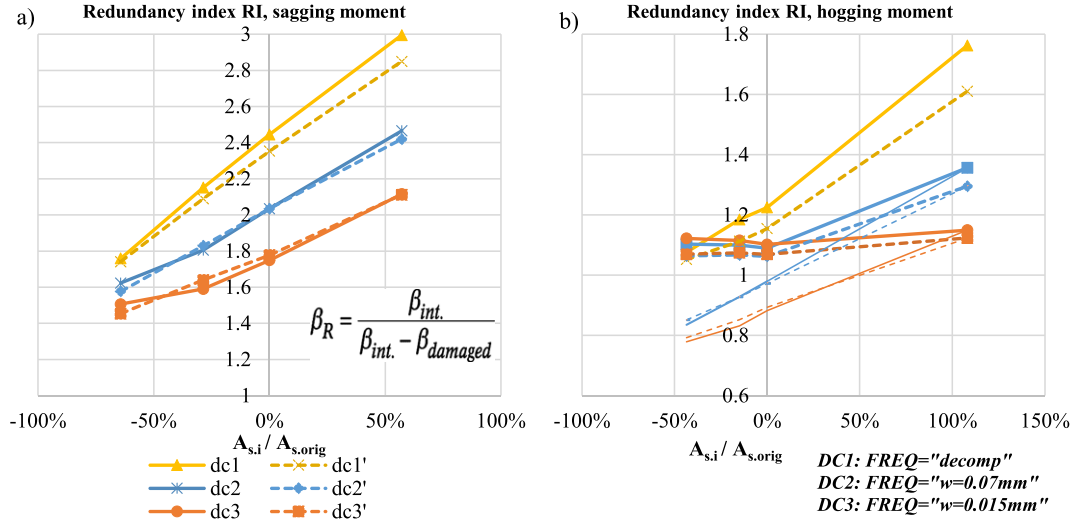 a)
Redundancy index RI, sagging moment
3
2.8
2.6
2.4
2.2
2
1.8
1.6
1.4
1.2
1
-100%
-50%
0%
50%
100%
A_s.i / A_s.orig
β_R = β_int. / (β_int. − β_damaged)
dc1
dc1'
dc2
dc2'
dc3
dc3'
b)
Redundancy index RI, hogging moment
1.8
1.6
1.4
1.2
1
0.8
0.6
-100%
-50%
0%
50%
100%
150%
A_s.i / A_s.orig
DC1: FREQ="decomp"
DC2: FREQ="w=0.07mm"
DC3: FREQ="w=0.015mm"